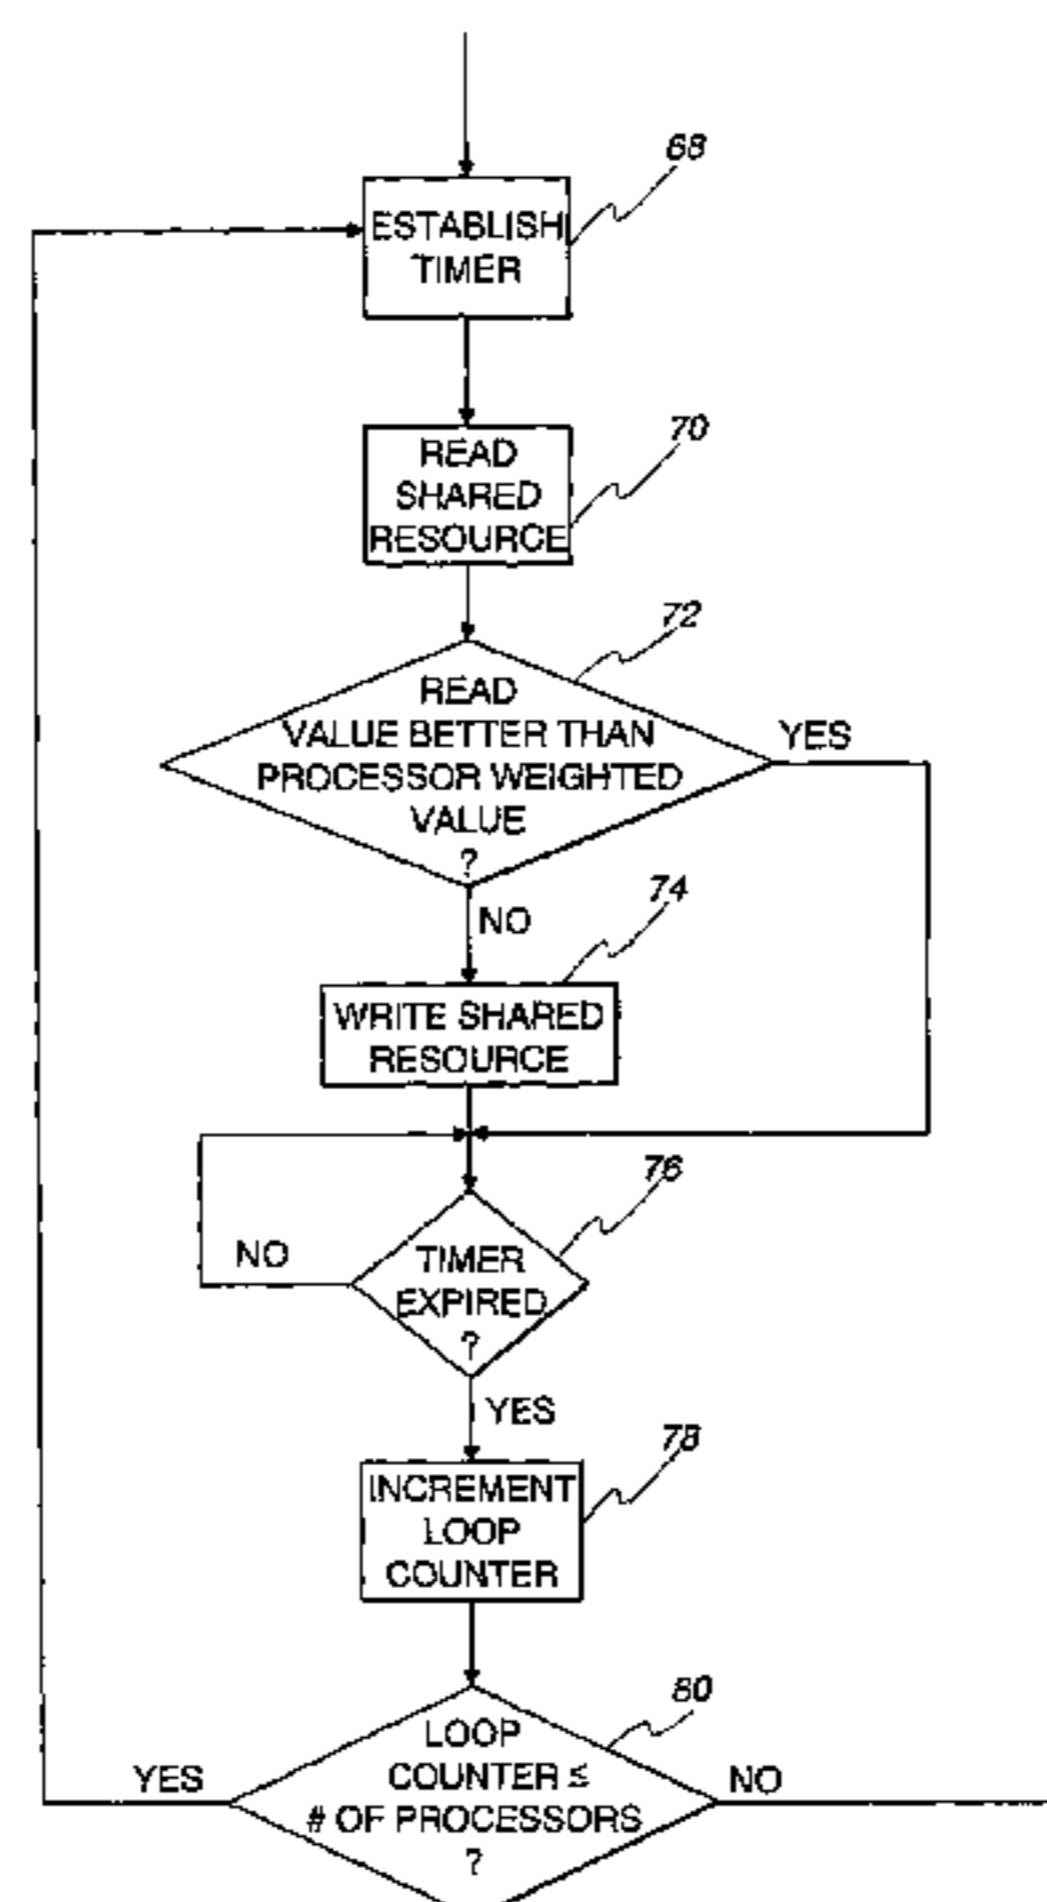 68
ESTABLISH
TIMER
70
READ
SHARED
RESOURCE
72
READ
VALUE BETTER THAN
PROCESSOR WEIGHTED
VALUE
?
YES
NO
74
WRITE SHARED
RESOURCE
76
NO
TIMER
EXPIRED
?
YES
78
INCREMENT
LOOP
COUNTER
80
YES
LOOP
COUNTER ≤
# OF PROCESSORS
?
NO